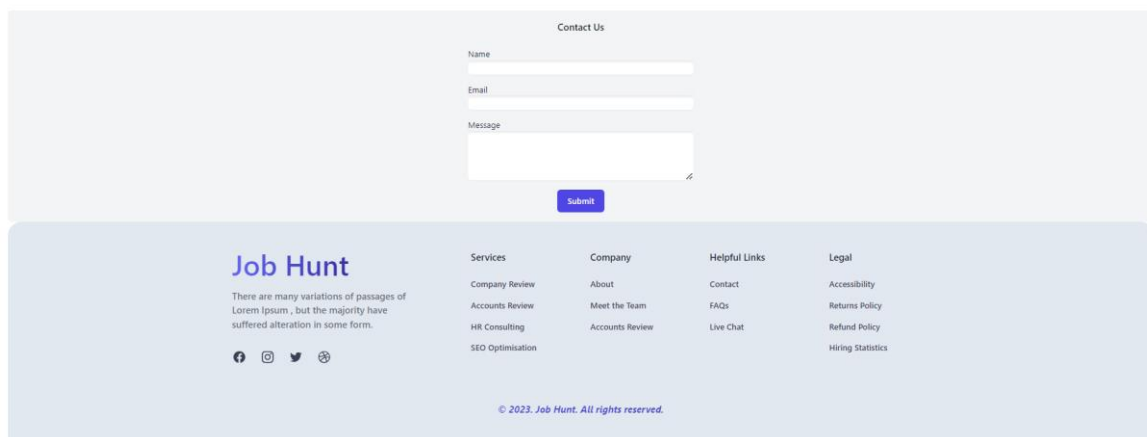 Contact Us
Name
Email
Message
Submit
Job Hunt
There are many variations of passages of
Lorem Ipsum , but the majority have
suffered alteration in some form.
Services
Company Review
Accounts Review
HR Consulting
SEO Optimisation
Company
About
Meet the Team
Accounts Review
Helpful Links
Contact
FAQs
Live Chat
Legal
Accessibility
Returns Policy
Refund Policy
Hiring Statistics
© 2023. Job Hunt. All rights reserved.